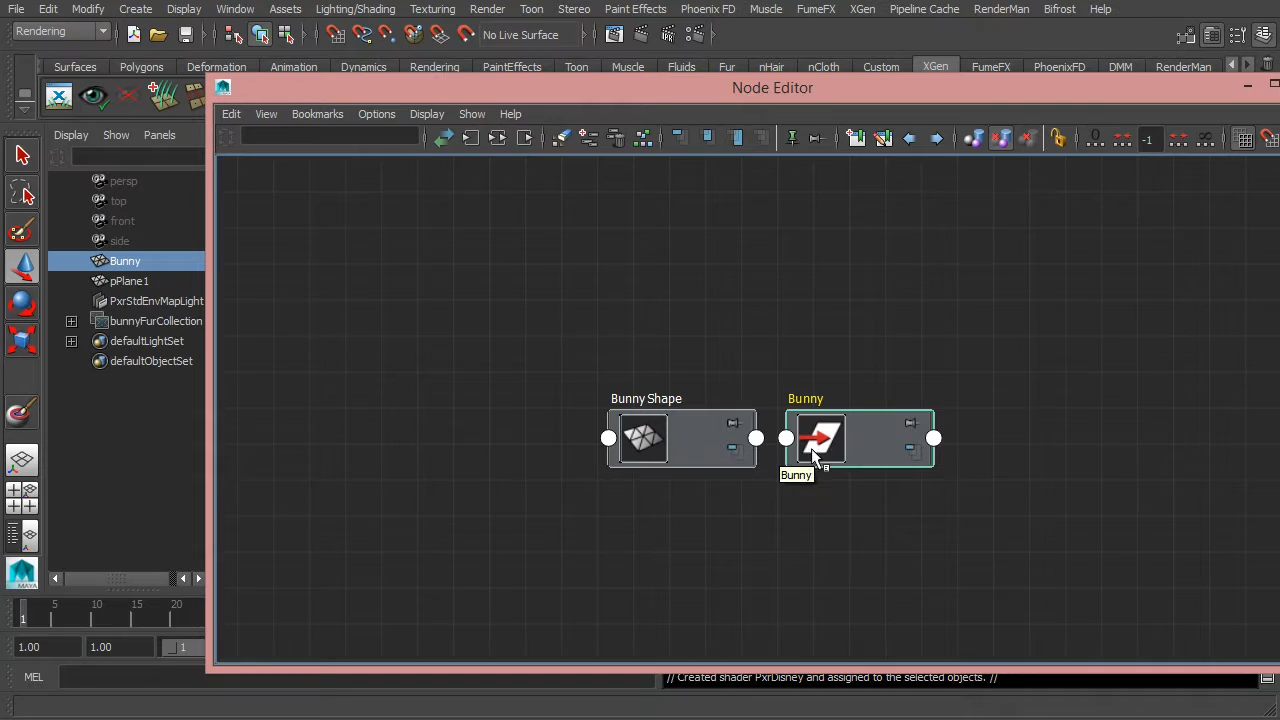 File Edit Modify Create Display Window Assets Lighting/Shading Texturing Render Toon Stereo Paint Effects Phoenix FD Muscle FumeFX XGen Pipeline Cache RenderMan Bifrost Help
Rendering No Live Surface
Surfaces Polygons Deformation Animation Dynamics Rendering PaintEffects Toon Muscle Fluids Fur nHair nCloth Custom XGen FumeFX PhoenixFD DMM RenderMan
Node Editor
Edit View Bookmarks Options Display Show Help
Display Show Panels
0 -1 ∞
persp
top
front
side
Bunny
pPlane1
PxrStdEnvMapLight
bunnyFurCollection
defaultLightSet
defaultObjectSet
Bunny Shape Bunny
Bunny
MAYA
1 5 10 15 20
1.00 1.00 1
MEL // Created shader PxrDisney and assigned to the selected objects. //